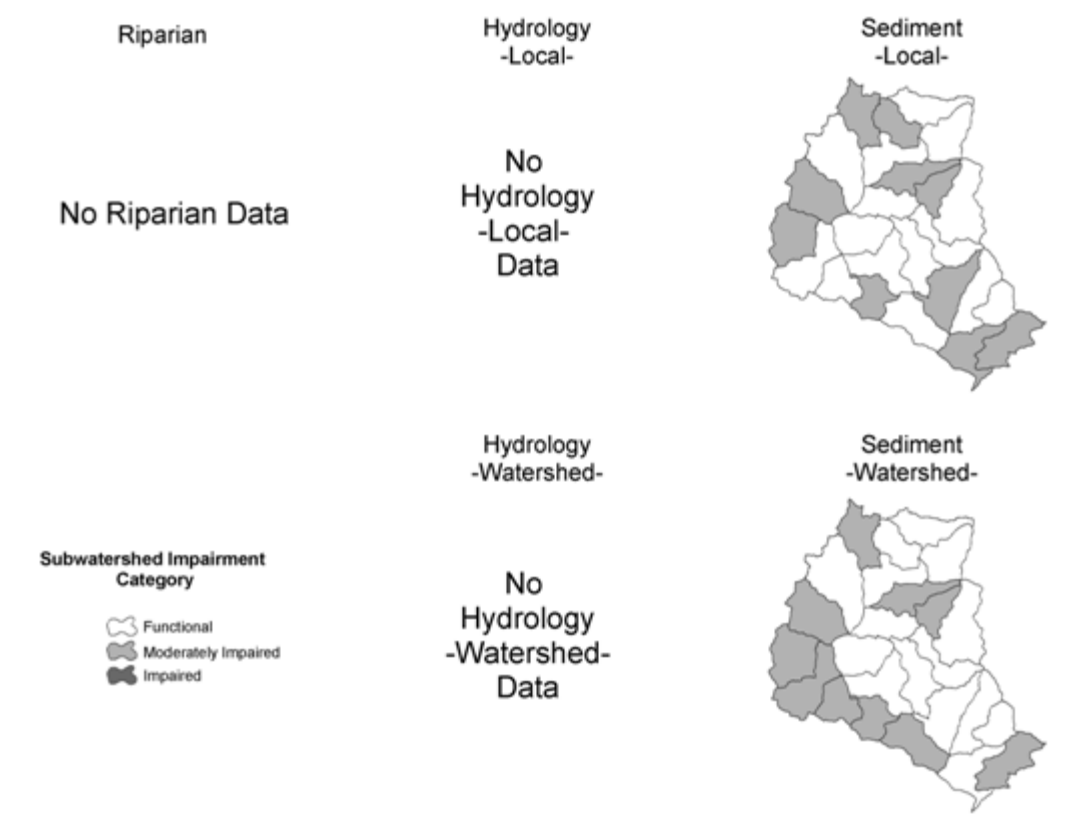 Riparian
Hydrology
-Local-
Sediment
-Local-
No Riparian Data
No
Hydrology
-Local-
Data
Hydrology
-Watershed-
Sediment
-Watershed-
Subwatershed Impairment
Category
Functional
Moderately Impaired
Impaired
No
Hydrology
-Watershed-
Data